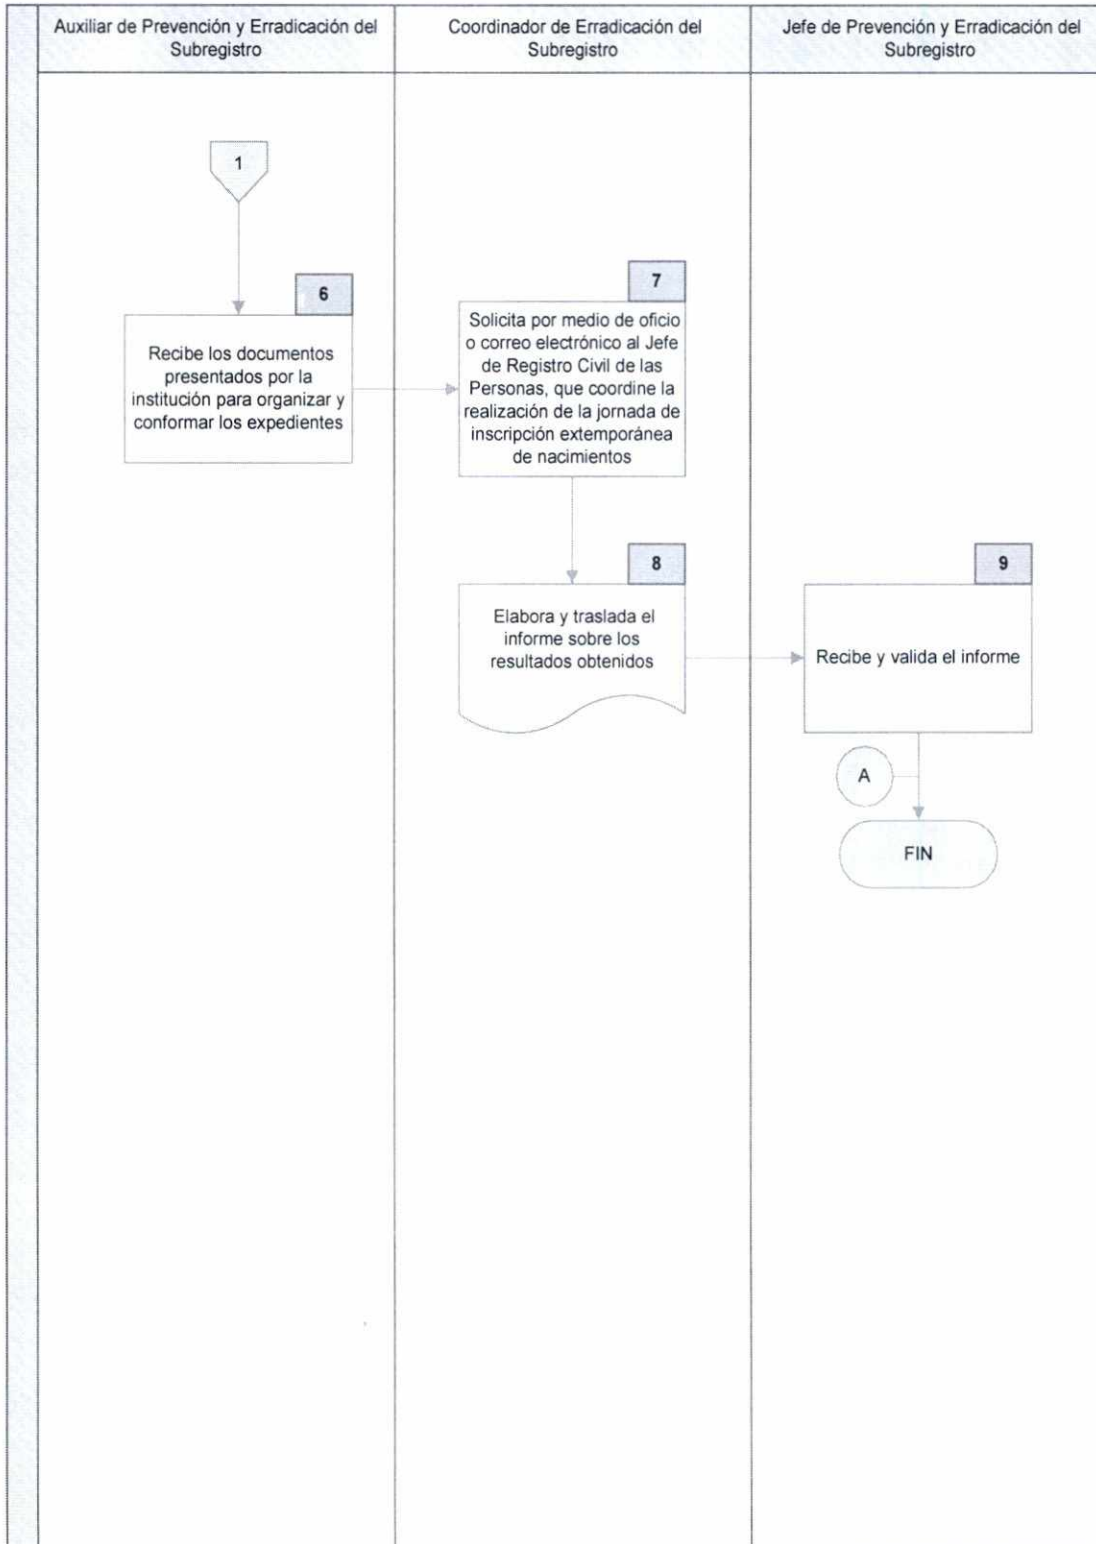 Auxiliar de Prevención y Erradicación del
Subregistro
Coordinador de Erradicación del
Subregistro
Jefe de Prevención y Erradicación del
Subregistro
1
6
Recibe los documentos
presentados por la
institución para organizar y
conformar los expedientes
7
Solicita por medio de oficio
o correo electrónico al Jefe
de Registro Civil de las
Personas, que coordine la
realización de la jornada de
inscripción extemporánea
de nacimientos
8
Elabora y traslada el
informe sobre los
resultados obtenidos
9
Recibe y valida el informe
A
FIN